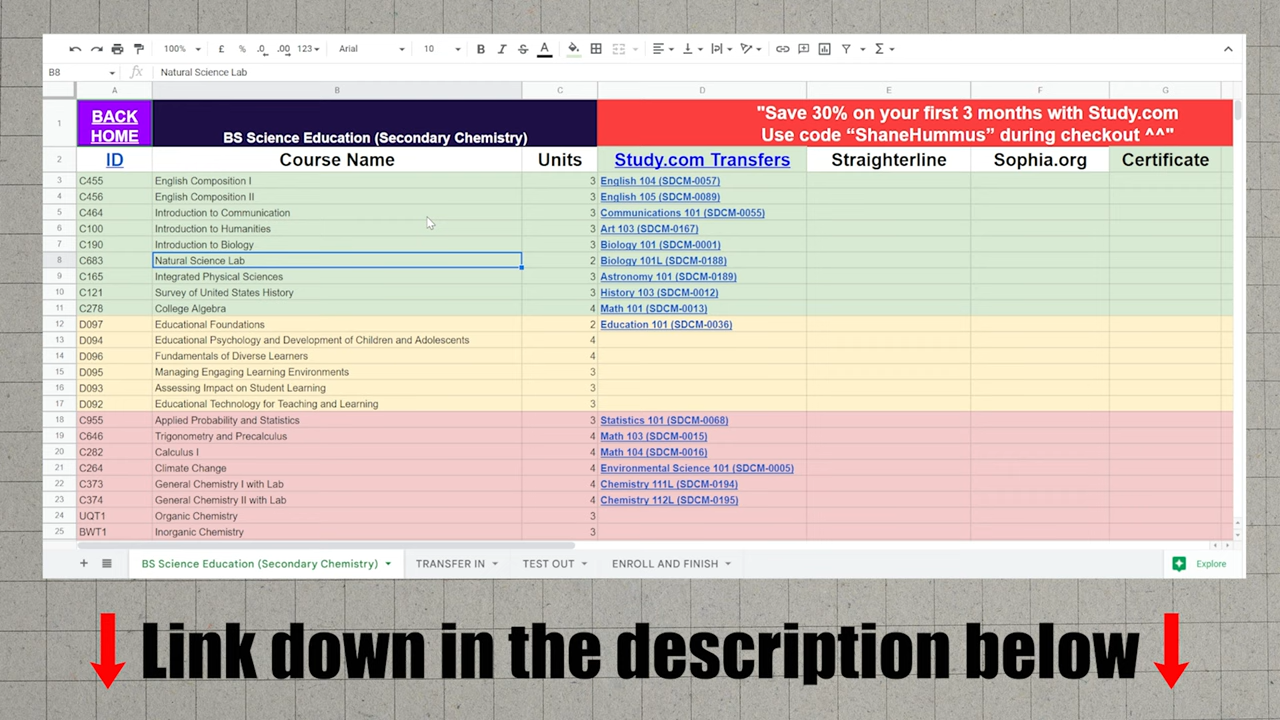 100%
£
%
.0
.00
123
Arial
10
B
I
S
A
B8
fx
Natural Science Lab
A
B
C
D
E
F
G
1
BACK
HOME
BS Science Education (Secondary Chemistry)
"Save 30% on your first 3 months with Study.com
Use code “ShaneHummus” during checkout ^^"
2 ID Course Name Units Study.com Transfers Straighterline Sophia.org Certificate
3 C455 English Composition I 3 English 104 (SDCM-0057)
4 C456 English Composition II 3 English 105 (SDCM-0089)
5 C464 Introduction to Communication 3 Communications 101 (SDCM-0055)
6 C100 Introduction to Humanities 3 Art 103 (SDCM-0167)
7 C190 Introduction to Biology 3 Biology 101 (SDCM-0001)
8 C683 Natural Science Lab 2 Biology 101L (SDCM-0188)
9 C165 Integrated Physical Sciences 3 Astronomy 101 (SDCM-0189)
10 C121 Survey of United States History 3 History 103 (SDCM-0012)
11 C278 College Algebra 4 Math 101 (SDCM-0013)
12 D097 Educational Foundations 2 Education 101 (SDCM-0036)
13 D094 Educational Psychology and Development of Children and Adolescents 4
14 D096 Fundamentals of Diverse Learners 4
15 D095 Managing Engaging Learning Environments 3
16 D093 Assessing Impact on Student Learning 3
17 D092 Educational Technology for Teaching and Learning 3
18 C955 Applied Probability and Statistics 3 Statistics 101 (SDCM-0068)
19 C646 Trigonometry and Precalculus 4 Math 103 (SDCM-0015)
20 C282 Calculus I 4 Math 104 (SDCM-0016)
21 C264 Climate Change 4 Environmental Science 101 (SDCM-0005)
22 C373 General Chemistry I with Lab 4 Chemistry 111L (SDCM-0194)
23 C374 General Chemistry II with Lab 4 Chemistry 112L (SDCM-0195)
24 UQT1 Organic Chemistry 3
25 BWT1 Inorganic Chemistry 3
BS Science Education (Secondary Chemistry) TRANSFER IN TEST OUT ENROLL AND FINISH Explore
Link down in the description below